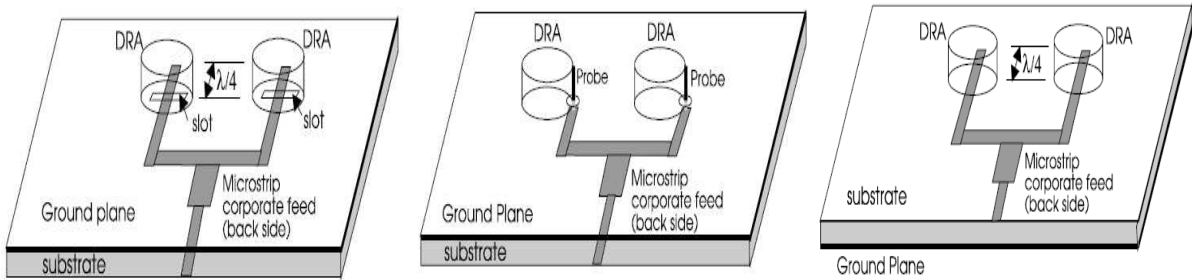 DRA
DRA
λ/4
slot
slot
Microstrip
corporate feed
(back side)
Ground plane
substrate
DRA
DRA
Probe
Probe
Microstrip
corporate feed
(back side)
Ground Plane
substrate
DRA
DRA
λ/4
Microstrip
corporate feed
(back side)
substrate
Ground Plane